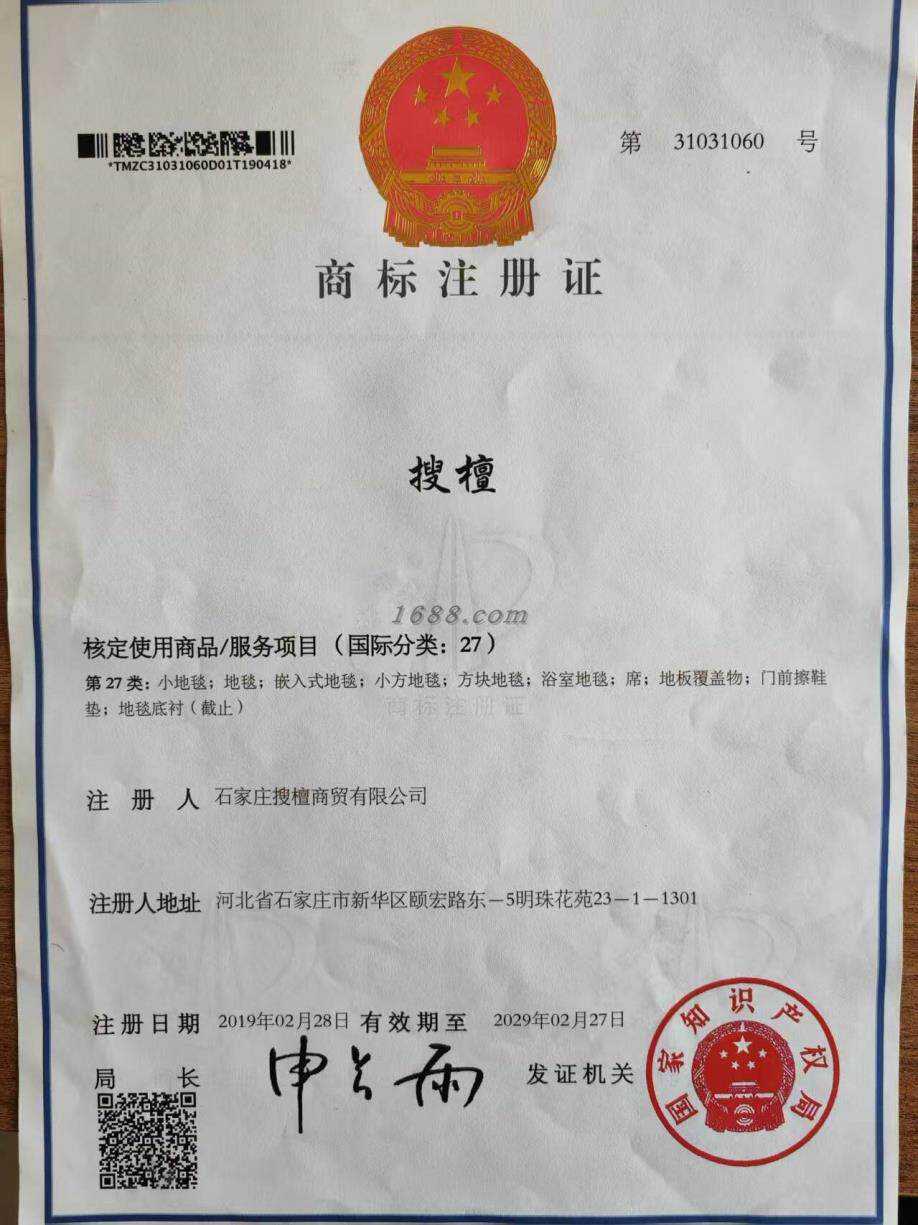 第 31031060 号
*TMZC31031060D01T190418*
商标注册证
搜檀
1688.com
核定使用商品/服务项目（国际分类：27）
第 27 类：小地毯；地毯；嵌入式地毯；小方地毯；方块地毯；浴室地毯；席；地板覆盖物；门前擦鞋
垫；地毯底衬（截止）
商标注册证
注 册 人 石家庄搜檀商贸有限公司
注册人地址 河北省石家庄市新华区颐宏路东－5明珠花苑23－1－1301
注册日期 2019年02月28日 有效期至 2029年02月27日
局 长 申长雨 发证机关
国家知识产权局